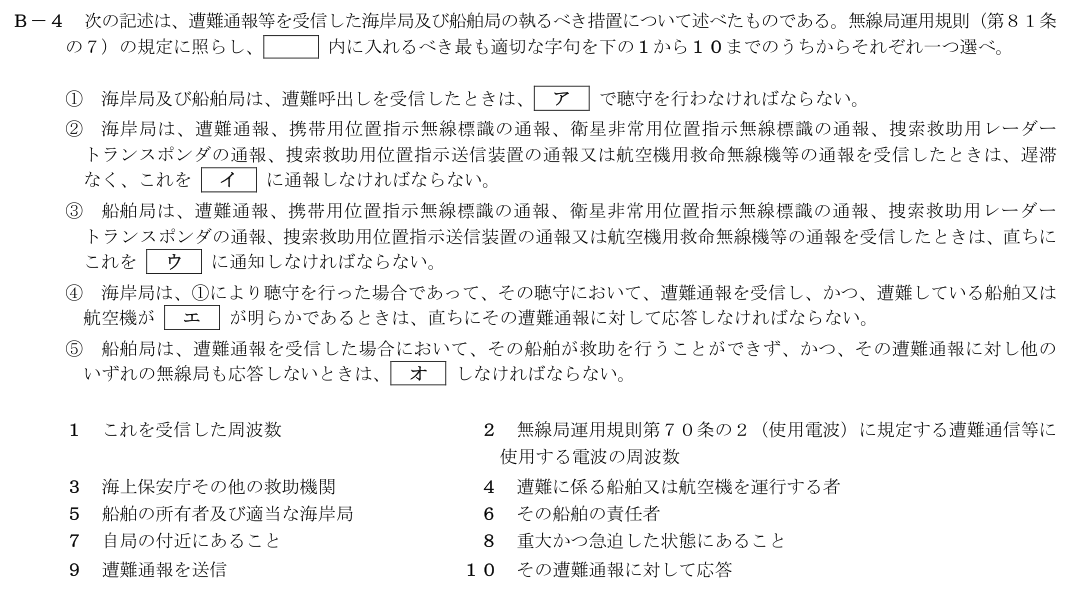 B－4 次の記述は、遭難通報等を受信した海岸局及び船舶局の執るべき措置について述べたものである。無線局運用規則（第８１条
の７）の規定に照らし、 内に入れるべき最も適切な字句を下の1から10までのうちからそれぞれ一つ選べ。
① 海岸局及び船舶局は、遭難呼出しを受信したときは、 ア で聴守を行わなければならない。
② 海岸局は、遭難通報、携帯用位置指示無線標識の通報、衛星非常用位置指示無線標識の通報、捜索救助用レーダー
トランスポンダの通報、捜索救助用位置指示送信装置の通報又は航空機用救命無線機等の通報を受信したときは、遅滞
なく、これを イ に通報しなければならない。
③ 船舶局は、遭難通報、携帯用位置指示無線標識の通報、衛星非常用位置指示無線標識の通報、捜索救助用レーダー
トランスポンダの通報、捜索救助用位置指示送信装置の通報又は航空機用救命無線機等の通報を受信したときは、直ちに
これを ウ に通知しなければならない。
④ 海岸局は、①により聴守を行った場合であって、その聴守において、遭難通報を受信し、かつ、遭難している船舶又は
航空機が エ が明らかであるときは、直ちにその遭難通報に対して応答しなければならない。
⑤ 船舶局は、遭難通報を受信した場合において、その船舶が救助を行うことができず、かつ、その遭難通報に対し他の
いずれの無線局も応答しないときは、 オ しなければならない。
1 これを受信した周波数 2 無線局運用規則第７０条の２（使用電波）に規定する遭難通信等に
使用する電波の周波数
3 海上保安庁その他の救助機関 4 遭難に係る船舶又は航空機を運行する者
5 船舶の所有者及び適当な海岸局 6 その船舶の責任者
7 自局の付近にあること 8 重大かつ急迫した状態にあること
9 遭難通報を送信 10 その遭難通報に対して応答